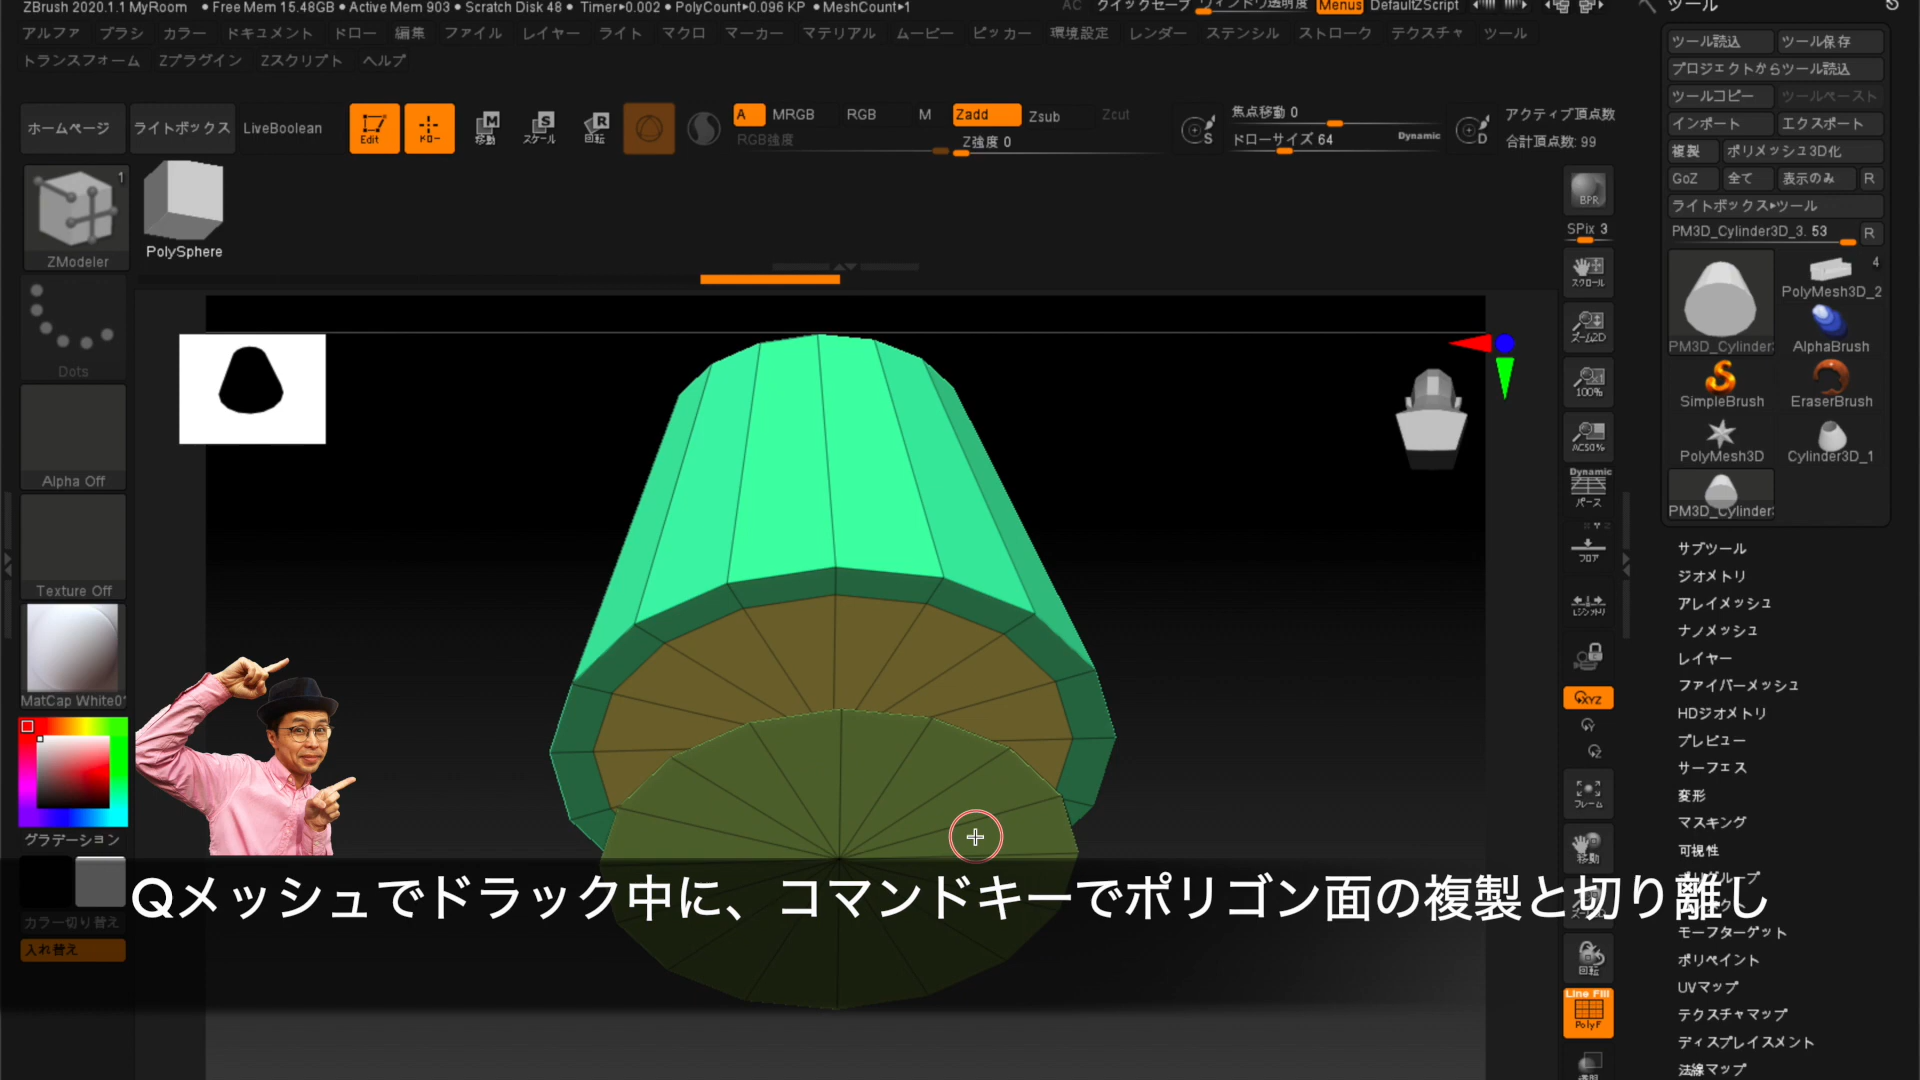 ZBrush 2020.1.1 MyRoom • Free Mem 15.48GB • Active Mem 903 • Scratch Disk 48 • Timer▸0.002 • PolyCount▸0.096 KP • MeshCount▸1
AC クイックセーブ ウィンドウ透明度 Menus DefaultZScript
アルファ ブラシ カラー ドキュメント ドロー 編集 ファイル レイヤー ライト マクロ マーカー マテリアル ムービー ピッカー 環境設定 レンダー ステンシル ストローク テクスチャ ツール
トランスフォーム Zプラグイン Zスクリプト ヘルプ
ホームページ ライトボックス LiveBoolean
Edit ドロー 移動 スケール 回転
A MRGB RGB M Zadd Zsub Zcut
RGB強度 Z強度 0
焦点移動 0
ドローサイズ 64 Dynamic
アクティブ頂点数
合計頂点数: 99
1
ZModeler
PolySphere
Dots
Alpha Off
Texture Off
MatCap White0
グラデーション
カラー切り替え
入れ替え
BPR
SPix 3
スクロール
ズーム2D
100%
AC50%
Dynamic
パース
フロア
Lシンメトリ
XYZ
フレーム
移動
回転
Line Fill
PolyF
透明
ツール
ツール読込 ツール保存
プロジェクトからツール読込
ツールコピー ツールペースト
インポート エクスポート
複製 ポリメッシュ3D化
GoZ 全て 表示のみ R
ライトボックス▸ツール
PM3D_Cylinder3D_3. 53 R
4
PM3D_Cylinder: PolyMesh3D_2
AlphaBrush
SimpleBrush EraserBrush
PolyMesh3D Cylinder3D_1
PM3D_Cylinder:
サブツール
ジオメトリ
アレイメッシュ
ナノメッシュ
レイヤー
ファイバーメッシュ
HDジオメトリ
プレビュー
サーフェス
変形
マスキング
可視性
モーフターゲット
ポリペイント
UVマップ
テクスチャマップ
ディスプレイスメント
法線マップ
Qメッシュでドラック中に、コマンドキーでポリゴン面の複製と切り離し